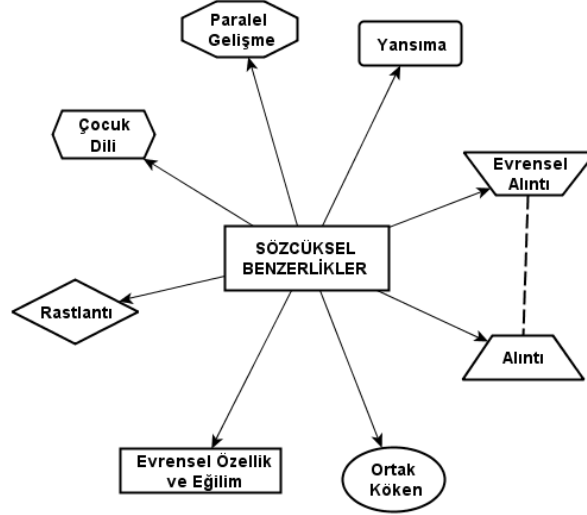 Paralel
Gelişme
Yansıma
Çocuk
Dili
Evrensel
Alıntı
SÖZCÜKSEL
BENZERLİKLER
Rastlantı
Alıntı
Evrensel Özellik
ve Eğilim
Ortak
Köken